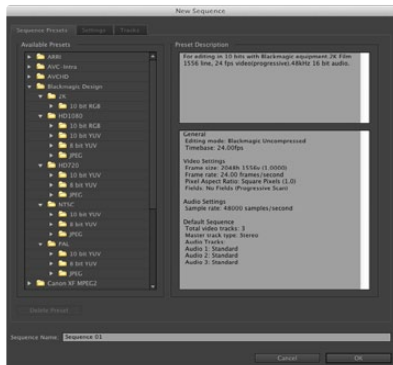 New Sequence
Sequence Presets
Settings
Tracks
Available Presets
ARRI
AVC-Intra
AVCHD
Blackmagic Design
2K
10 bit RGB
HD1080
10 bit RGB
10 bit YUV
8 bit YUV
JPEG
HD720
10 bit YUV
8 bit YUV
JPEG
NTSC
10 bit YUV
8 bit YUV
JPEG
PAL
10 bit YUV
8 bit YUV
JPEG
Canon XF MPEG2
Delete Preset
Preset Description
For editing in 10 bits with Blackmagic equipment.2K Film
1556 line, 24 fps video(progressive).48kHz 16 bit audio.
General
Editing mode: Blackmagic Uncompressed
Timebase: 24.00fps
Video Settings
Frame size: 2048h 1556v (1.0000)
Frame rate: 24.00 frames/second
Pixel Aspect Ratio: Square Pixels (1.0)
Fields: No Fields (Progressive Scan)
Audio Settings
Sample rate: 48000 samples/second
Default Sequence
Total video tracks: 3
Master track type: Stereo
Audio Tracks:
Audio 1: Standard
Audio 2: Standard
Audio 3: Standard
Sequence Name: Sequence 01
Cancel
OK